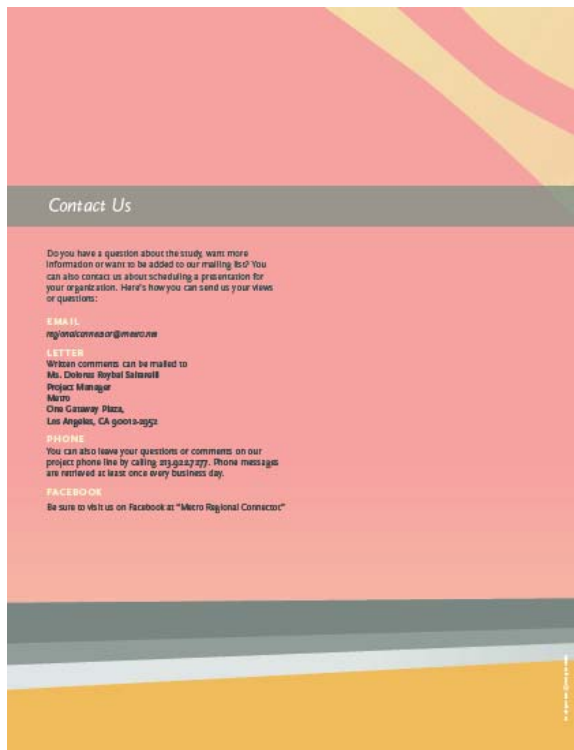 Contact Us
Do you have a question about the study, want more
information or want to be added to our mailing list? You
can also contact us about scheduling a presentation for
your organization. Here's how you can send us your views
or questions:
EMAIL
regionalconnector@metro.net
LETTER
Written comments can be mailed to
Ms. Dolores Roybal Saltarelli
Project Manager
Metro
One Gateway Plaza,
Los Angeles, CA 90012-2952
PHONE
You can also leave your questions or comments on our
project phone line by calling 213.922.7277. Phone messages
are retrieved at least once every business day.
FACEBOOK
Be sure to visit us on Facebook at "Metro Regional Connector"